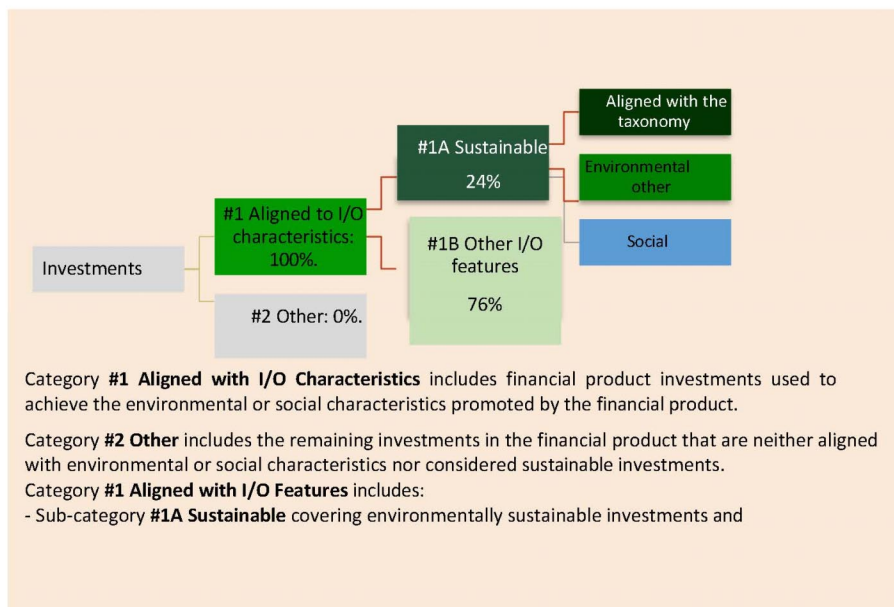 Investments
#1 Aligned to I/O
characteristics:
100%.
#2 Other: 0%.
#1A Sustainable
24%
#1B Other I/O
features
76%
Aligned with the
taxonomy
Environmental
other
Social
Category #1 Aligned with I/O Characteristics includes financial product investments used to
achieve the environmental or social characteristics promoted by the financial product.
Category #2 Other includes the remaining investments in the financial product that are neither aligned
with environmental or social characteristics nor considered sustainable investments.
Category #1 Aligned with I/O Features includes:
- Sub-category #1A Sustainable covering environmentally sustainable investments and